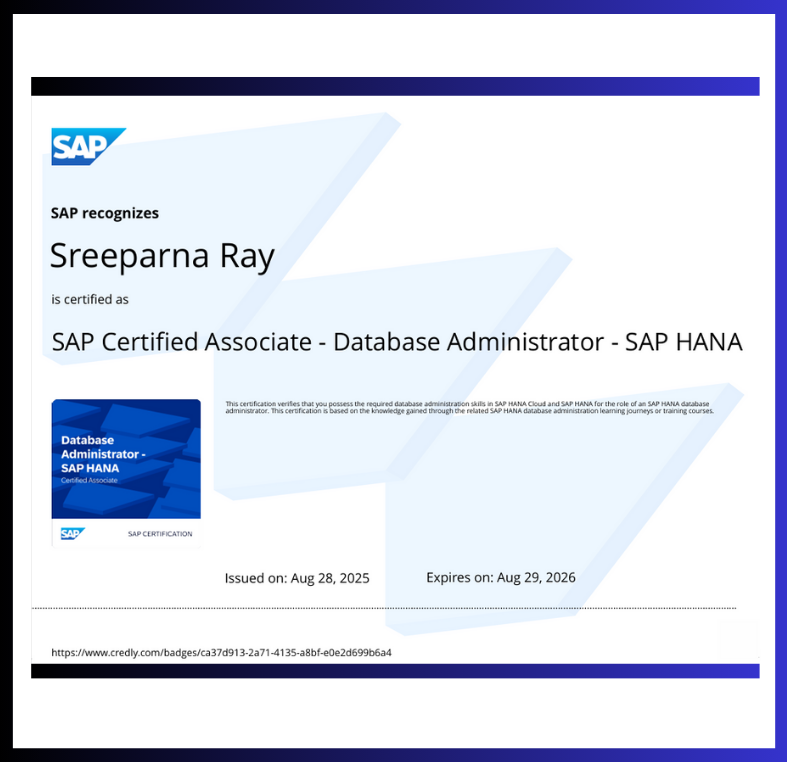 SAP
SAP recognizes
Sreeparna Ray
is certified as
SAP Certified Associate - Database Administrator - SAP HANA
This certification verifies that you possess the required database administration skills in SAP HANA Cloud and SAP HANA for the role of an SAP HANA database
administrator. This certification is based on the knowledge gained through the related SAP HANA database administration learning journeys or training courses.
Database
Administrator -
SAP HANA
Certified Associate
SAP
SAP CERTIFICATION
Issued on: Aug 28, 2025
Expires on: Aug 29, 2026
https://www.credly.com/badges/ca37d913-2a71-4135-a8bf-e0e2d699b6a4